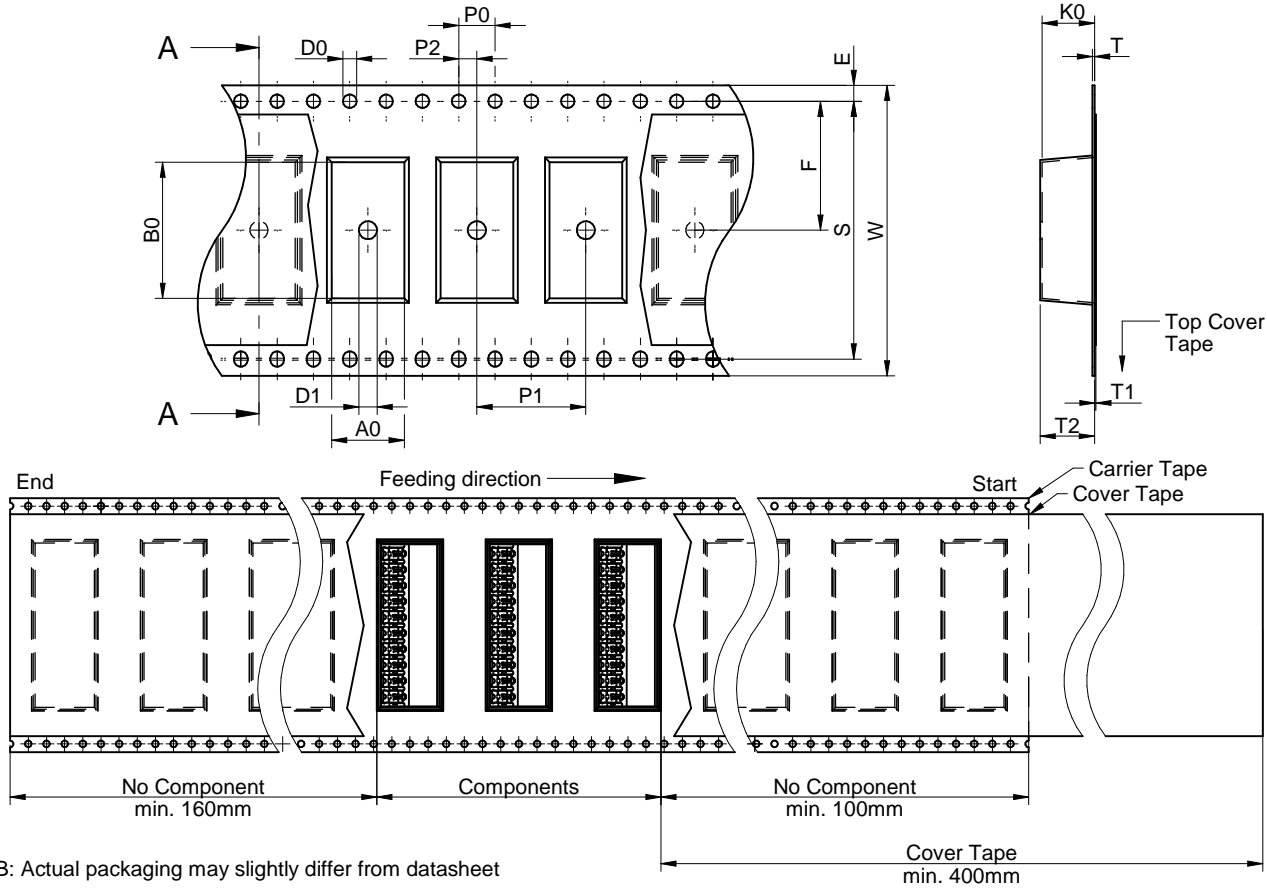 A
D0
P2
P0
E
K0
T
B0
F
S
W
Top Cover
Tape
D1
P1
A
A0
T1
T2
End
Feeding direction
Start
Carrier Tape
Cover Tape
No Component
min. 160mm
Components
No Component
min. 100mm
Cover Tape
min. 400mm
B: Actual packaging may slightly differ from datasheet